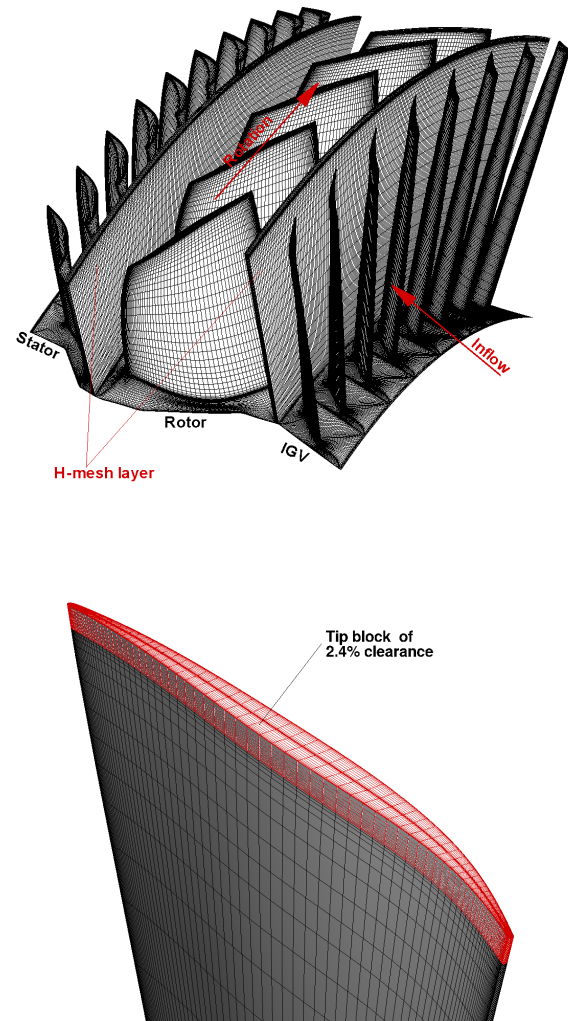 Rotation
Inflow
Stator
Rotor
IGV
H-mesh layer
Tip block of
2.4% clearance